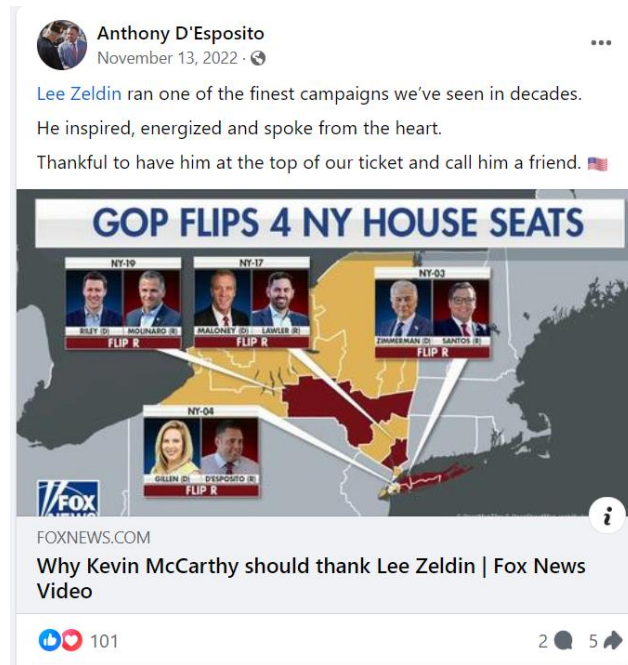 Anthony D'Esposito
November 13, 2022
Lee Zeldin ran one of the finest campaigns we've seen in decades.
He inspired, energized and spoke from the heart.
Thankful to have him at the top of our ticket and call him a friend. 🇺🇸
GOP FLIPS 4 NY HOUSE SEATS
NY-19
RILEY (D) MOLINARO (R)
FLIP R
NY-17
MALONEY (D) LAWLER (R)
FLIP R
NY-03
ZIMMERMAN (D) SANTOS (R)
FLIP R
NY-04
GILLEN (D) D'ESPOSITO (R)
FLIP R
FOX
NEWS
FOXNEWS.COM
Why Kevin McCarthy should thank Lee Zeldin | Fox News
Video
101
2 5